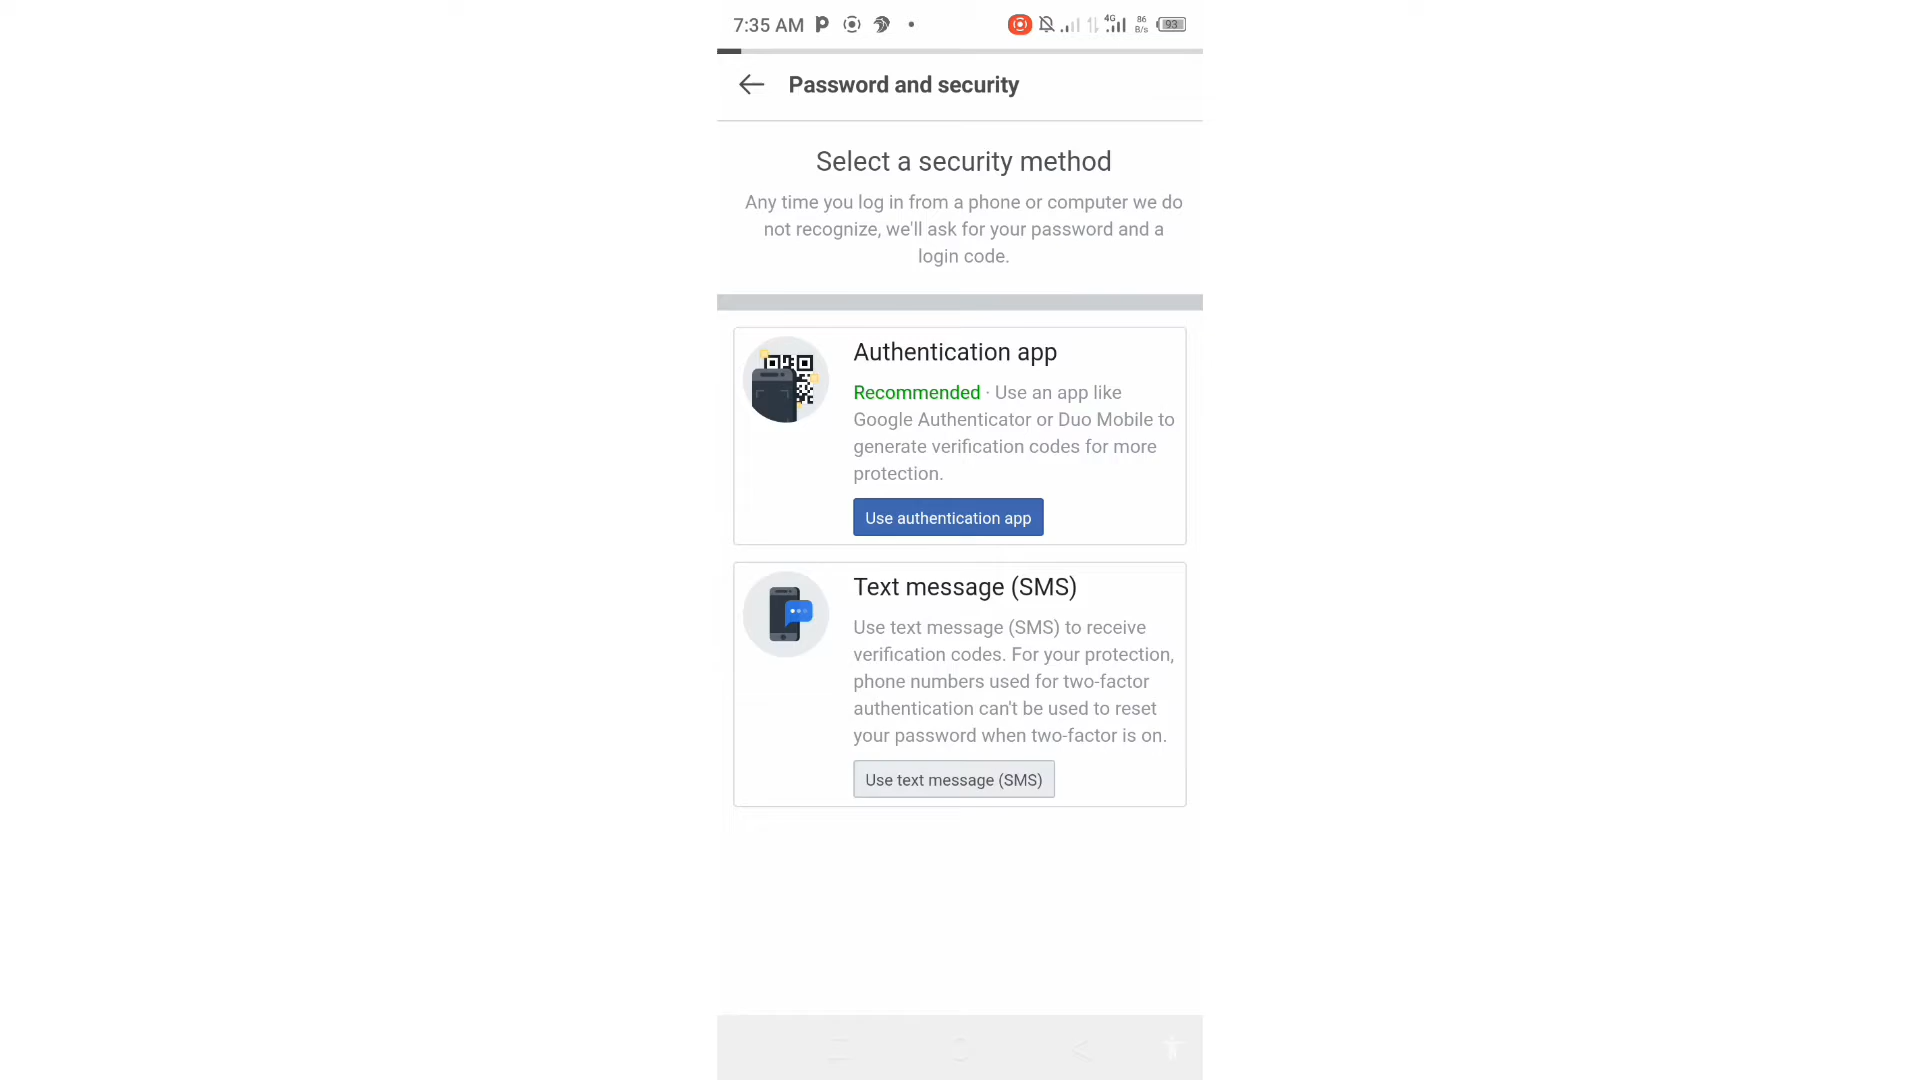 7:35 AM
4G
86
B/s
93
Password and security
Select a security method
Any time you log in from a phone or computer we do
not recognize, we'll ask for your password and a
login code.
Authentication app
Recommended · Use an app like
Google Authenticator or Duo Mobile to
generate verification codes for more
protection.
Use authentication app
Text message (SMS)
Use text message (SMS) to receive
verification codes. For your protection,
phone numbers used for two-factor
authentication can't be used to reset
your password when two-factor is on.
Use text message (SMS)